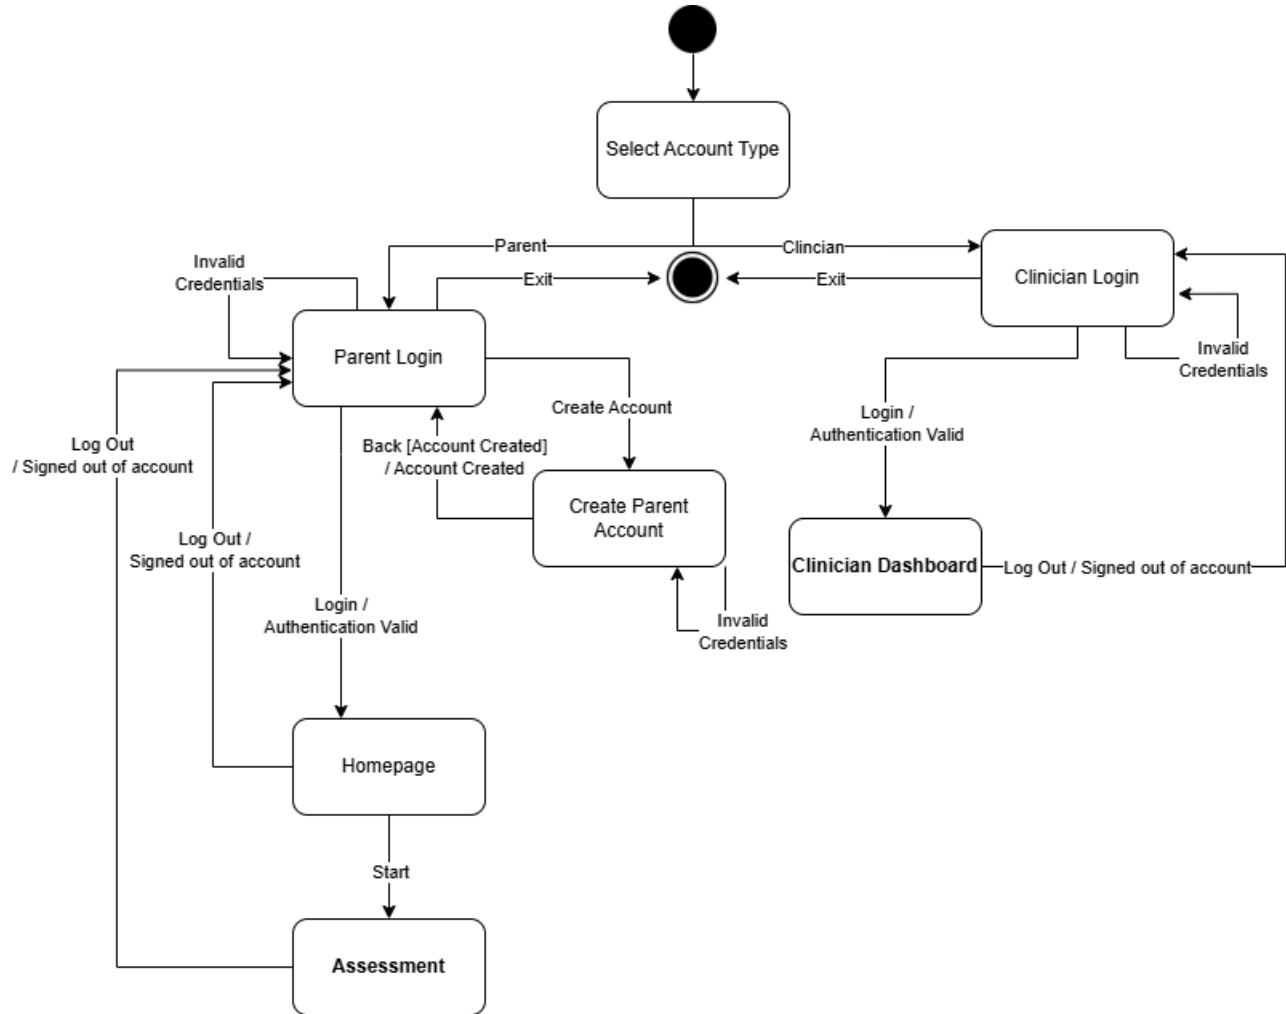 Select Account Type
Parent
Clincian
Invalid
Credentials
Exit
Exit
Clinician Login
Parent Login
Invalid
Credentials
Create Account
Login /
Authentication Valid
Log Out
/ Signed out of account
Back [Account Created]
/ Account Created
Create Parent
Account
Log Out /
Signed out of account
Clinician Dashboard
Log Out / Signed out of account
Login /
Authentication Valid
Invalid
Credentials
Homepage
Start
Assessment